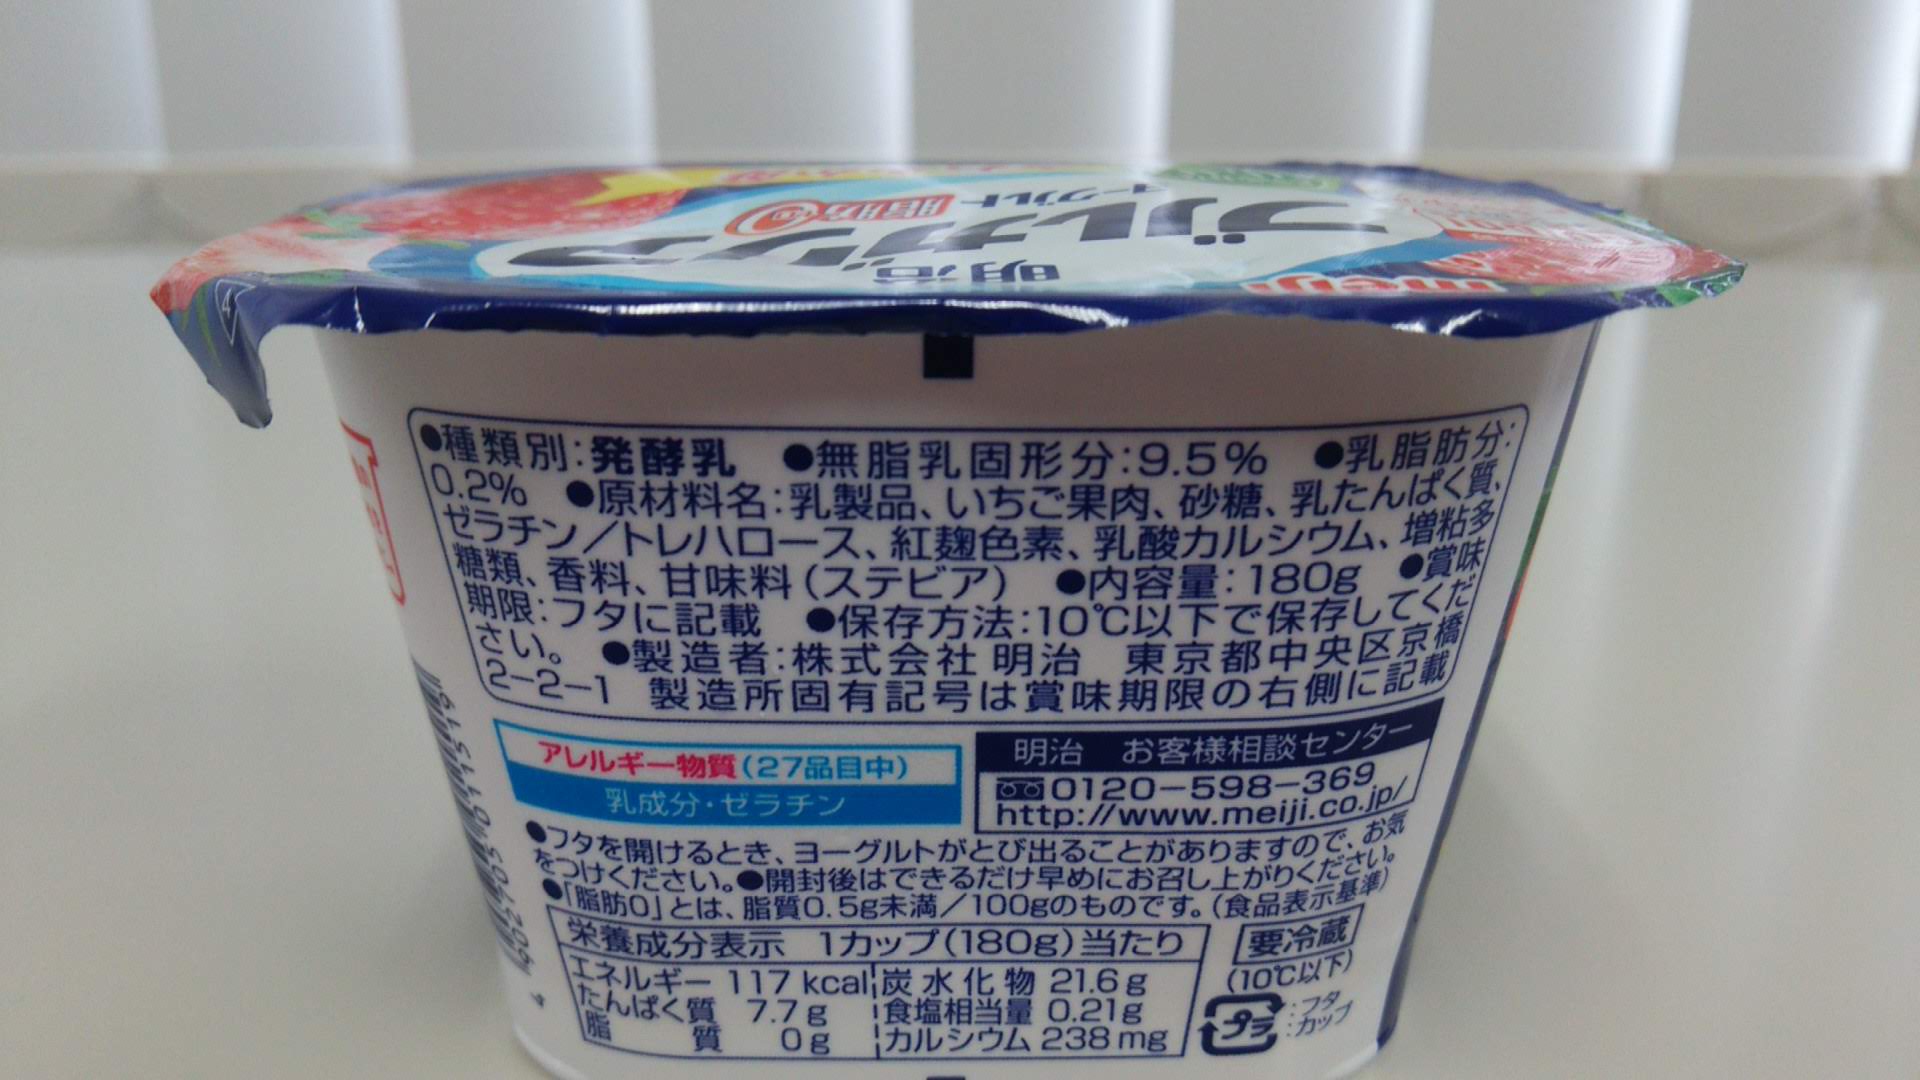 meiji
明治
ブルガリア
ヨーグルト
脂肪0
4
●種類別:発酵乳 ●無脂乳固形分:9.5% ●乳脂肪分:
0.2% ●原材料名:乳製品、いちご果肉、砂糖、乳たんぱく質、
ゼラチン/トレハロース、紅麹色素、乳酸カルシウム、増粘多
糖類、香料、甘味料(ステビア) ●内容量:180g ●賞味
期限:フタに記載 ●保存方法:10℃以下で保存してくだ
さい。 ●製造者:株式会社 明治 東京都中央区京橋
2-2-1 製造所固有記号は賞味期限の右側に記載
アレルギー物質(27品目中)
乳成分・ゼラチン
明治 お客様相談センター
0120-598-369
http://www.meiji.co.jp/
●フタを開けるとき、ヨーグルトがとび出ることがありますので、お気
をつけください。●開封後はできるだけ早めにお召し上がりください。
●「脂肪0」とは、脂質0.5g未満/100gのものです。(食品表示基準)
栄養成分表示 1カップ(180g)当たり
エネルギー 117 kcal 炭水化物 21.6g
たんぱく質 7.7g 食塩相当量 0.21g
脂質 0g カルシウム 238mg
要冷蔵
(10℃以下)
プラ :フタ
:カップ
4